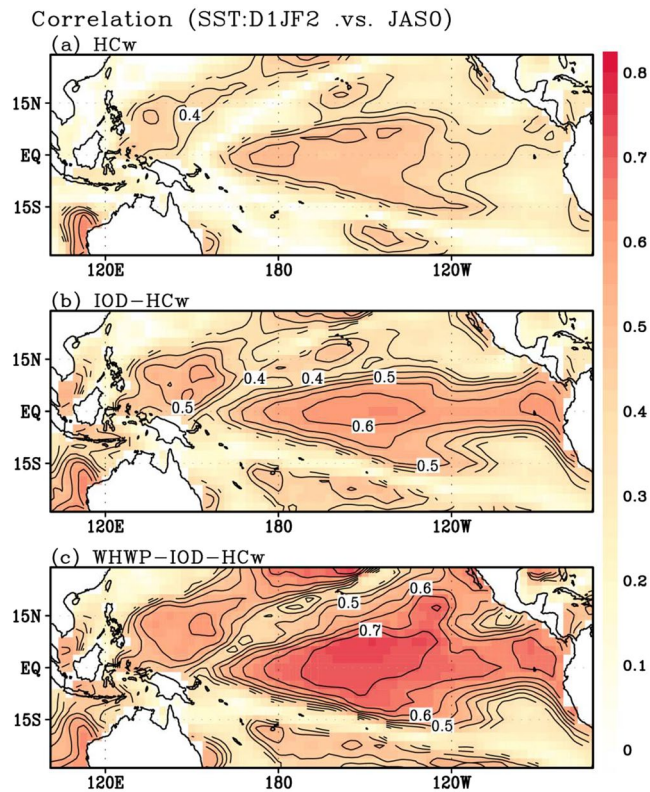 Correlation (SST:D1JF2 .vs. JAS0)
(a) HCw
15N
EQ
15S
0.4
120E
180
120W
(b) IOD-HCw
15N
EQ
15S
0.4
0.4
0.5
0.5
0.6
0.5
120E
180
120W
(c) WHWP-IOD-HCw
15N
EQ
15S
0.6
0.5
0.7
0.6
0.5
120E
180
120W
0.8
0.7
0.6
0.5
0.4
0.3
0.2
0.1
0